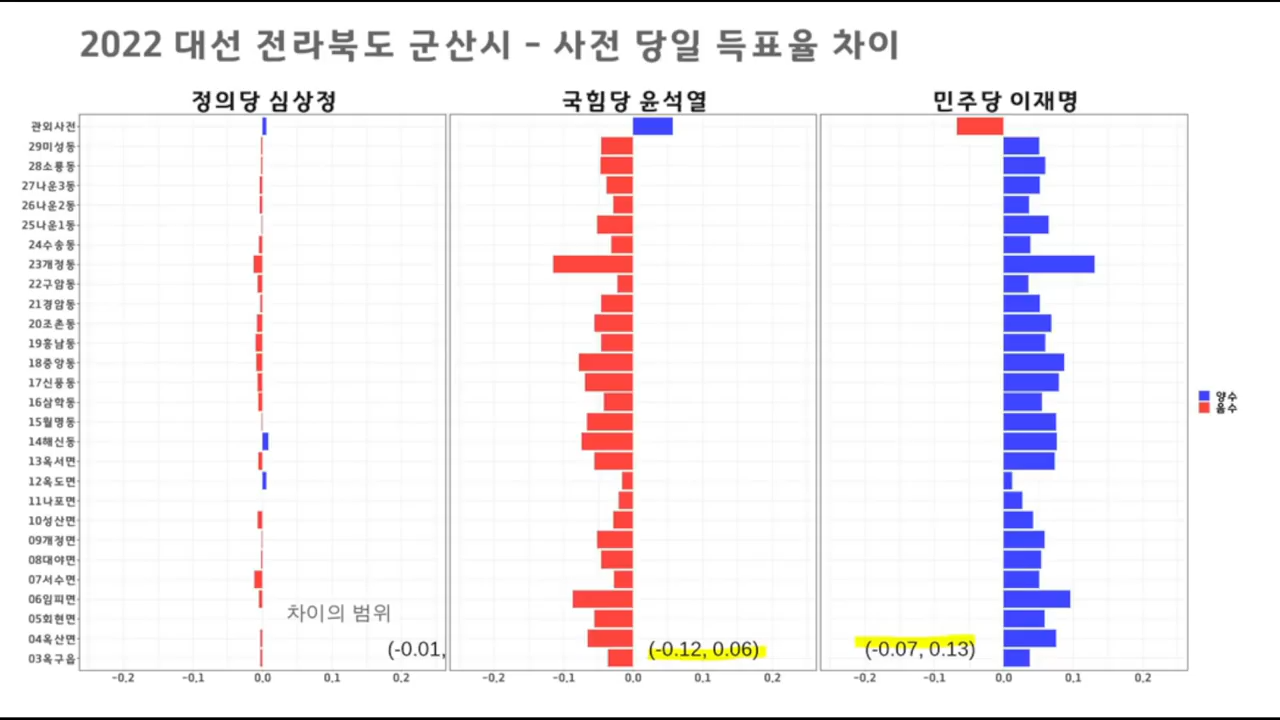 2022 대선 전라북도 군산시 - 사전 당일 득표율 차이
정의당 심상정
국힘당 윤석열
민주당 이재명
관외사전
29미성동
28소룡동
27나운3동
26나운2동
25나운1동
24수송동
23개정동
22구암동
21경암동
20조촌동
19흥남동
18중앙동
17신풍동
16삼학동
15월명동
14해신동
13옥서면
12옥도면
11나포면
10성산면
09개정면
08대야면
07서수면
06임피면
05회현면
04옥산면
03옥구읍
차이의 범위
(-0.01,
(-0.12, 0.06)
(-0.07, 0.13)
-0.2 -0.1 0.0 0.1 0.2
-0.2 -0.1 0.0 0.1 0.2
-0.2 -0.1 0.0 0.1 0.2
양수
음수